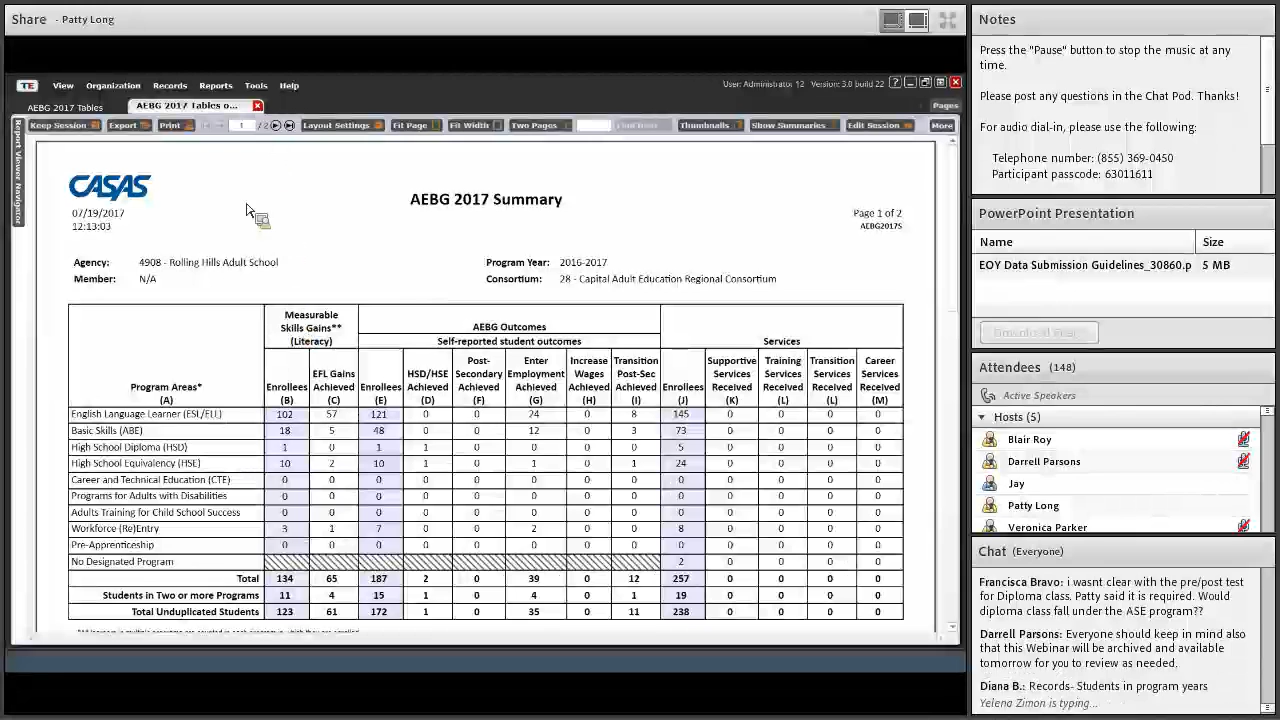 Share - Patty Long
TE View Organization Records Reports Tools Help
User: Administrator 12 Version: 3.0 build 22 ?
AEBG 2017 Tables AEBG 2017 Tables o... Pages
Keep Session Export Print 1 / 2 Layout Settings Fit Page Fit Width Two Pages Thumbnails Show Summaries Edit Session More
Report Viewer Navigator
CASAS
07/19/2017
12:13:03
AEBG 2017 Summary
Page 1 of 2
AEBG2017S
Agency: 4908 - Rolling Hills Adult School Program Year: 2016-2017
Member: N/A Consortium: 28 - Capital Adult Education Regional Consortium
Measurable Skills Gains** (Literacy)
AEBG Outcomes
Self-reported student outcomes
Services
Program Areas* (A)
Enrollees (B)
EFL Gains Achieved (C)
Enrollees (E)
HSD/HSE Achieved (D)
Post-Secondary Achieved (F)
Enter Employment Achieved (G)
Increase Wages Achieved (H)
Transition Post-Sec Achieved (I)
Enrollees (J)
Supportive Services Received (K)
Training Services Received (L)
Transition Services Received (L)
Career Services Received (M)
English Language Learner (ESL/ELL) 102 57 121 0 0 24 0 8 145 0 0 0 0
Basic Skills (ABE) 18 5 48 0 0 12 0 3 73 0 0 0 0
High School Diploma (HSD) 1 0 1 1 0 0 0 0 5 0 0 0 0
High School Equivalency (HSE) 10 2 10 1 0 1 0 1 24 0 0 0 0
Career and Technical Education (CTE) 0 0 0 0 0 0 0 0 0 0 0 0 0
Programs for Adults with Disabilities 0 0 0 0 0 0 0 0 0 0 0 0 0
Adults Training for Child School Success 0 0 0 0 0 0 0 0 0 0 0 0 0
Workforce (Re)Entry 3 1 7 0 0 2 0 0 8 0 0 0 0
Pre-Apprenticeship 0 0 0 0 0 0 0 0 0 0 0 0 0
No Designated Program 2 0 0 0 0
Total 134 65 187 2 0 39 0 12 257 0 0 0 0
Students in Two or more Programs 11 4 15 1 0 4 0 1 19 0 0 0 0
Total Unduplicated Students 123 61 172 1 0 35 0 11 238 0 0 0 0
Notes
Press the "Pause" button to stop the music at any
time.
Please post any questions in the Chat Pod. Thanks!
For audio dial-in, please use the following:
Telephone number: (855) 369-0450
Participant passcode: 63011611
PowerPoint Presentation
Name Size
EOY Data Submission Guidelines_30860.p 5 MB
Attendees (148)
Active Speakers
Hosts (5)
Blair Roy
Darrell Parsons
Jay
Patty Long
Veronica Parker
Chat (Everyone)
Francisca Bravo: i wasnt clear with the pre/post test
for Diploma class. Patty said it is required. Would
diploma class fall under the ASE program??
Darrell Parsons: Everyone should keep in mind also
that this Webinar will be archived and available
tomorrow for you to review as needed.
Diana B.: Records- Students in program years
Yelena Zimon is typing...